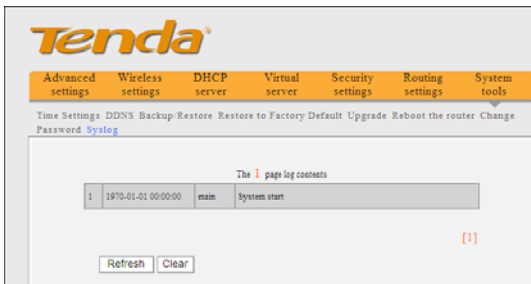 Tenda
Advanced settings Wireless settings DHCP server Virtual server Security settings Routing settings System tools
Time Settings DDNS Backup/Restore Restore to Factory Default Upgrade Reboot the router Change
Password Syslog
The 1 page log contents
1 1970-01-01 00:00:00 main System start
[1]
Refresh Clear